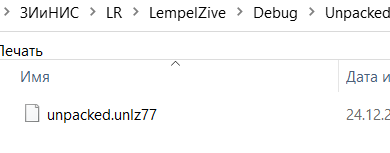 ЗИиНИС > LR > LempelZive > Debug > Unpacked
Печать
Имя Дата и
unpacked.unlz77 24.12.2